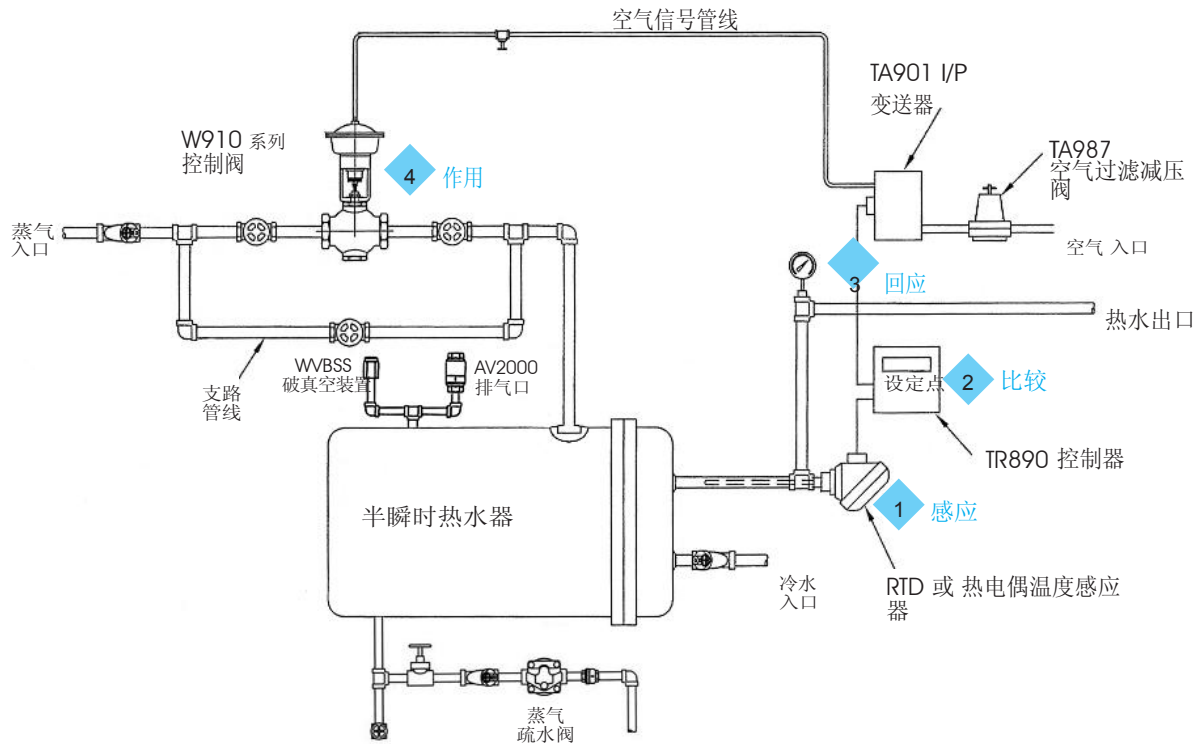 空气信号管线
TA901 I/P
变送器
W910 系列
控制阀
4 作用
TA987
空气过滤减压
阀
蒸气
入口
空气 入口
3 回应
热水出口
WVBSS
破真空装置
AV2000
排气口
设定点
2 比较
支路
管线
TR890 控制器
半瞬时热水器
1 感应
冷水
入口
RTD 或 热电偶温度感应
器
蒸气
疏水阀